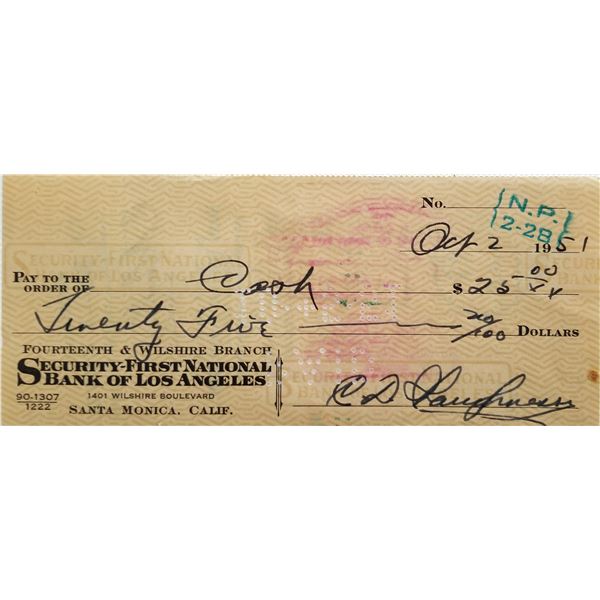 No.
{N.P.}
{2-28}
Oct 2 1951
PAY TO THE
ORDER OF Cash $ 25 00 xx
Twenty Five no/100 DOLLARS
FOURTEENTH & WILSHIRE BRANCH
SECURITY-FIRST NATIONAL
BANK OF LOS ANGELES
90-1307
1222
1401 WILSHIRE BOULEVARD
SANTA MONICA, CALIF.